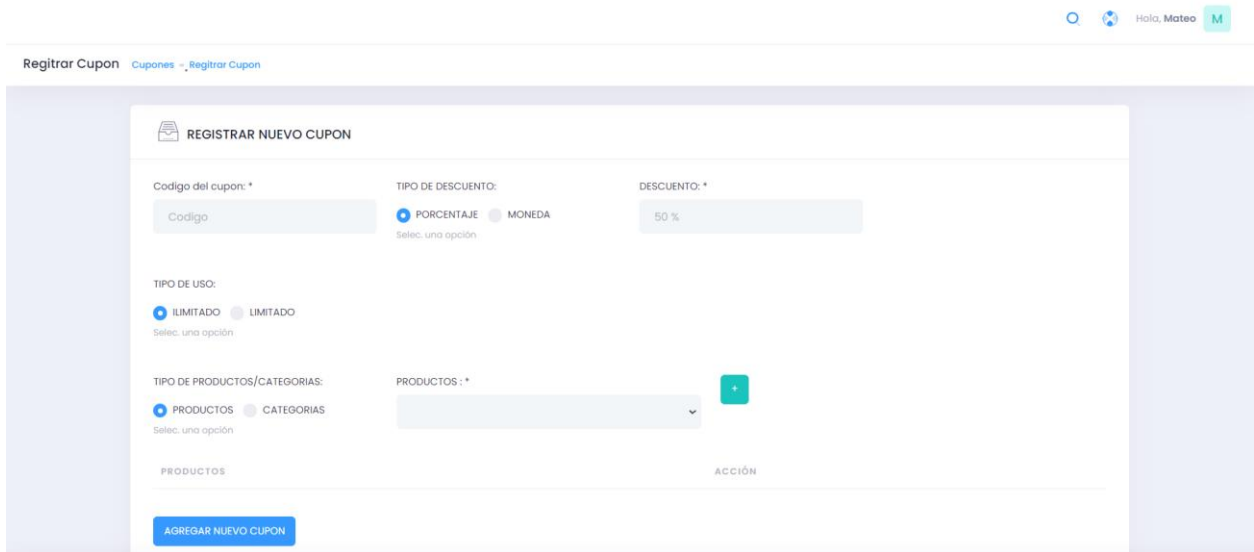 Hola, Mateo M
Regitrar Cupon Cupones - Regitrar Cupon
REGISTRAR NUEVO CUPON
Codigo del cupon: * TIPO DE DESCUENTO: DESCUENTO: *
Codigo PORCENTAJE MONEDA 50 %
Selec. una opción
TIPO DE USO:
ILIMITADO LIMITADO
Selec. una opción
TIPO DE PRODUCTOS/CATEGORIAS: PRODUCTOS : * +
PRODUCTOS CATEGORIAS
Selec. una opción
PRODUCTOS ACCIÓN
AGREGAR NUEVO CUPON